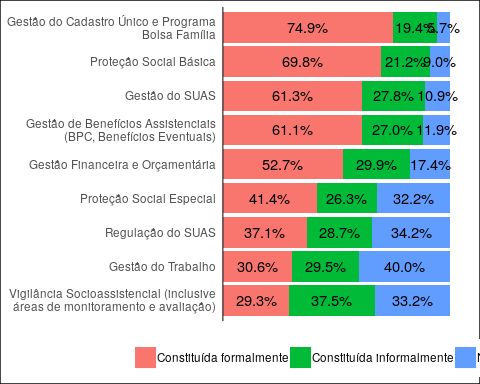 Gestão do Cadastro Único e Programa
Bolsa Família
74.9% 19.4% 5.7%
Proteção Social Básica 69.8% 21.2% 9.0%
Gestão do SUAS 61.3% 27.8% 10.9%
Gestão de Benefícios Assistenciais
(BPC, Benefícios Eventuais)
61.1% 27.0% 11.9%
Gestão Financeira e Orçamentária 52.7% 29.9% 17.4%
Proteção Social Especial 41.4% 26.3% 32.2%
Regulação do SUAS 37.1% 28.7% 34.2%
Gestão do Trabalho 30.6% 29.5% 40.0%
Vigilância Socioassistencial (inclusive
áreas de monitoramento e avaliação)
29.3% 37.5% 33.2%
Constituída formalmente Constituída informalmente